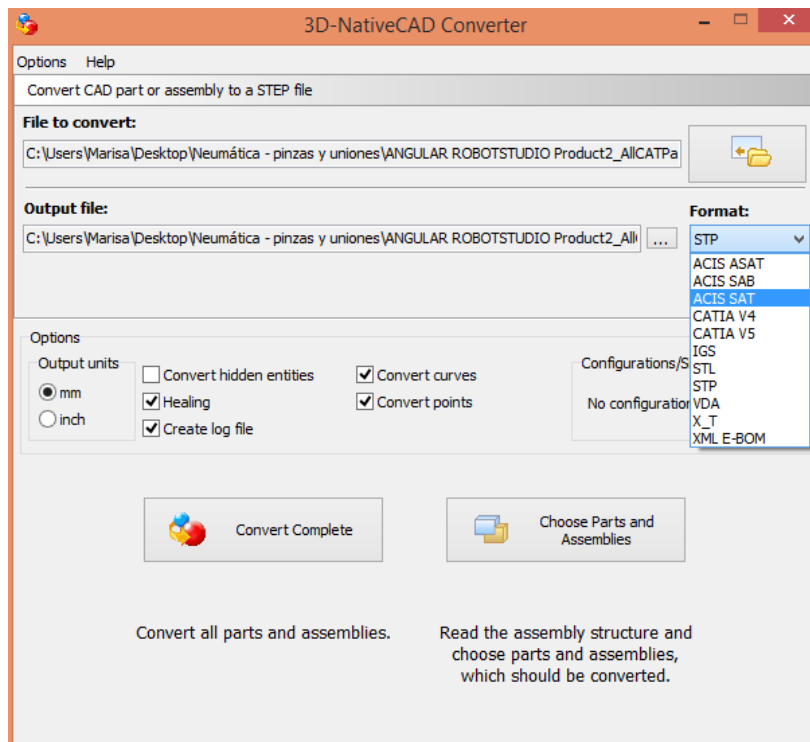 3D-NativeCAD Converter
Options Help
Convert CAD part or assembly to a STEP file
File to convert:
C:\Users\Marisa\Desktop\Neumática - pinzas y uniones\ANGULAR ROBOTSTUDIO Product2_AllCATPa
Output file:
Format:
C:\Users\Marisa\Desktop\Neumática - pinzas y uniones\ANGULAR ROBOTSTUDIO Product2_All
...
STP
ACIS ASAT
ACIS SAB
ACIS SAT
CATIA V4
CATIA V5
IGS
STL
STP
VDA
X_T
XML E-BOM
Options
Output units
mm
inch
Convert hidden entities
Healing
Create log file
Convert curves
Convert points
Configurations/S
No configuration
Convert Complete
Choose Parts and
Assemblies
Convert all parts and assemblies.
Read the assembly structure and
choose parts and assemblies,
which should be converted.